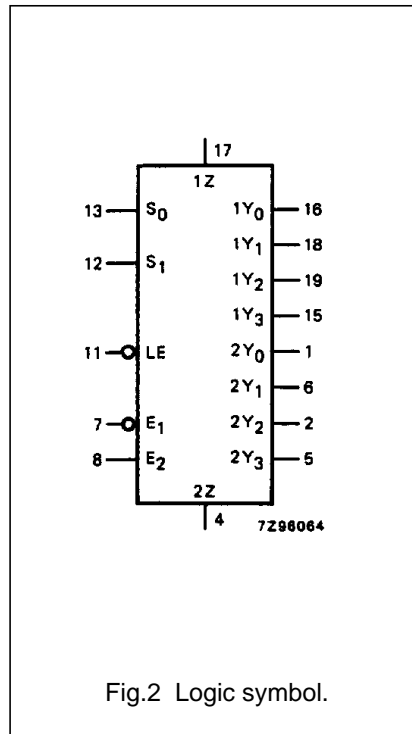 17
1Z
13 S0 1Y0 16
1Y1 18
12 S1
1Y2 19
1Y3 15
11 LE 2Y0 1
2Y1 6
7 E1 2Y2 2
8 E2 2Y3 5
2Z
4 7Z96064
Fig.2 Logic symbol.